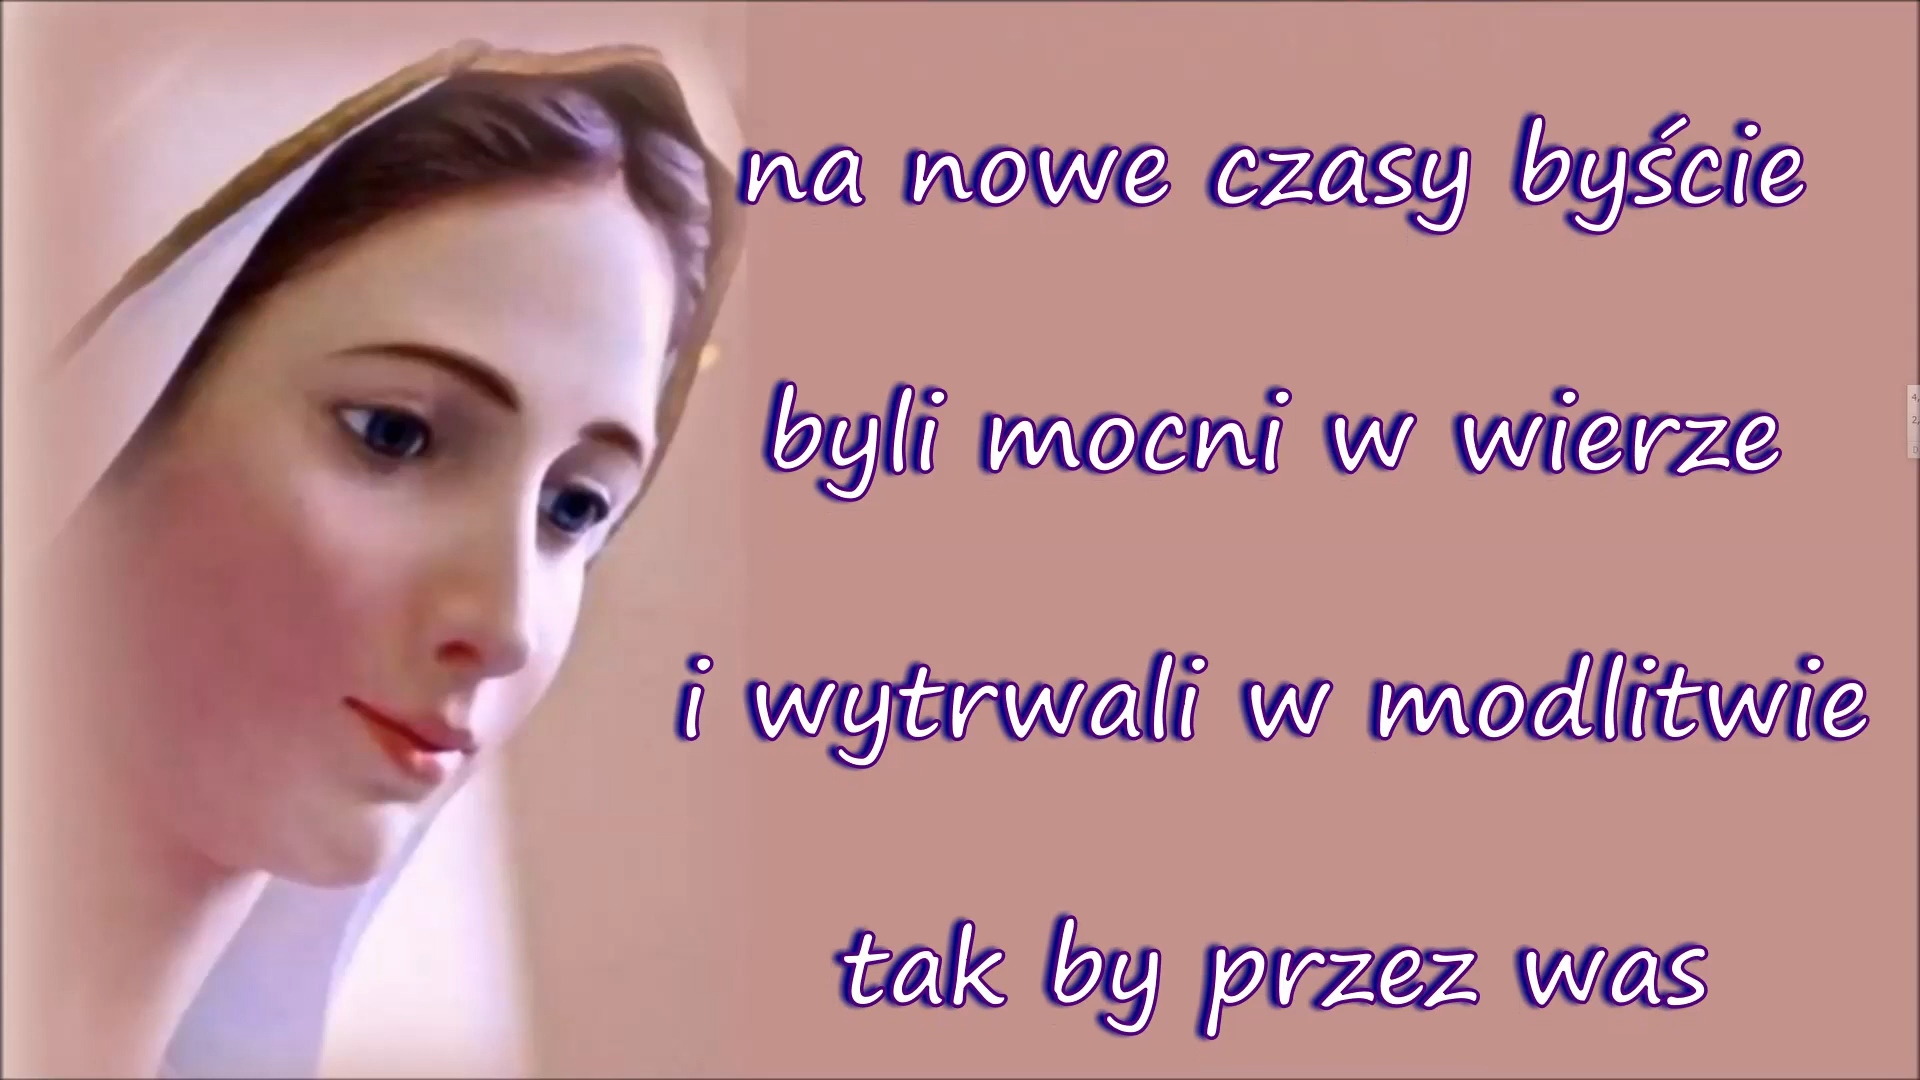 na nowe czasy byście
byli mocni w wierze
i wytrwali w modlitwie
tak by przez was